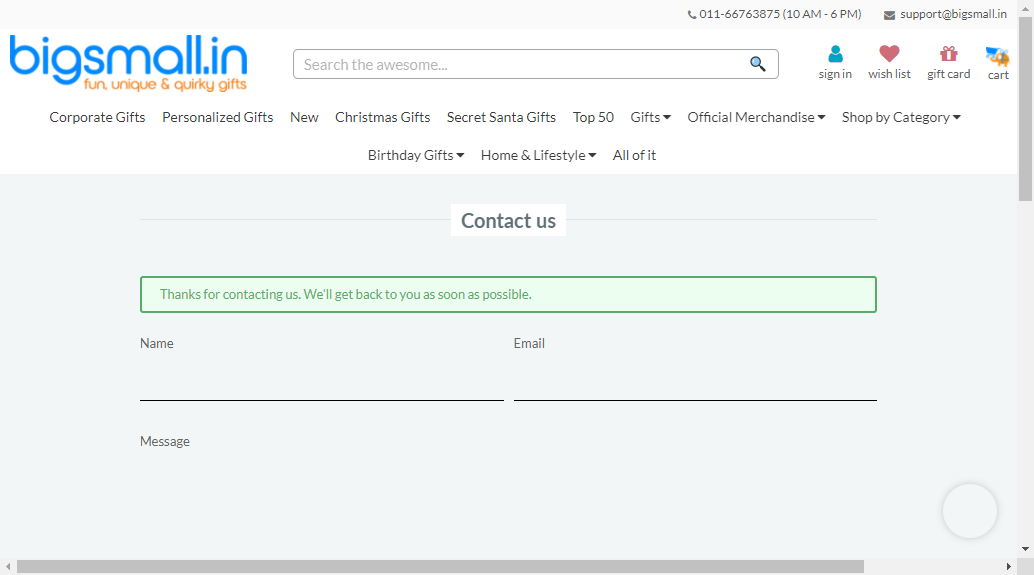 011-66763875 (10 AM - 6 PM) support@bigsmall.in
bigsmall.in
fun, unique & quirky gifts
Search the awesome...
sign in wish list gift card cart
Corporate Gifts Personalized Gifts New Christmas Gifts Secret Santa Gifts Top 50 Gifts Official Merchandise Shop by Category
Birthday Gifts Home & Lifestyle All of it
Contact us
Thanks for contacting us. We'll get back to you as soon as possible.
Name Email
Message